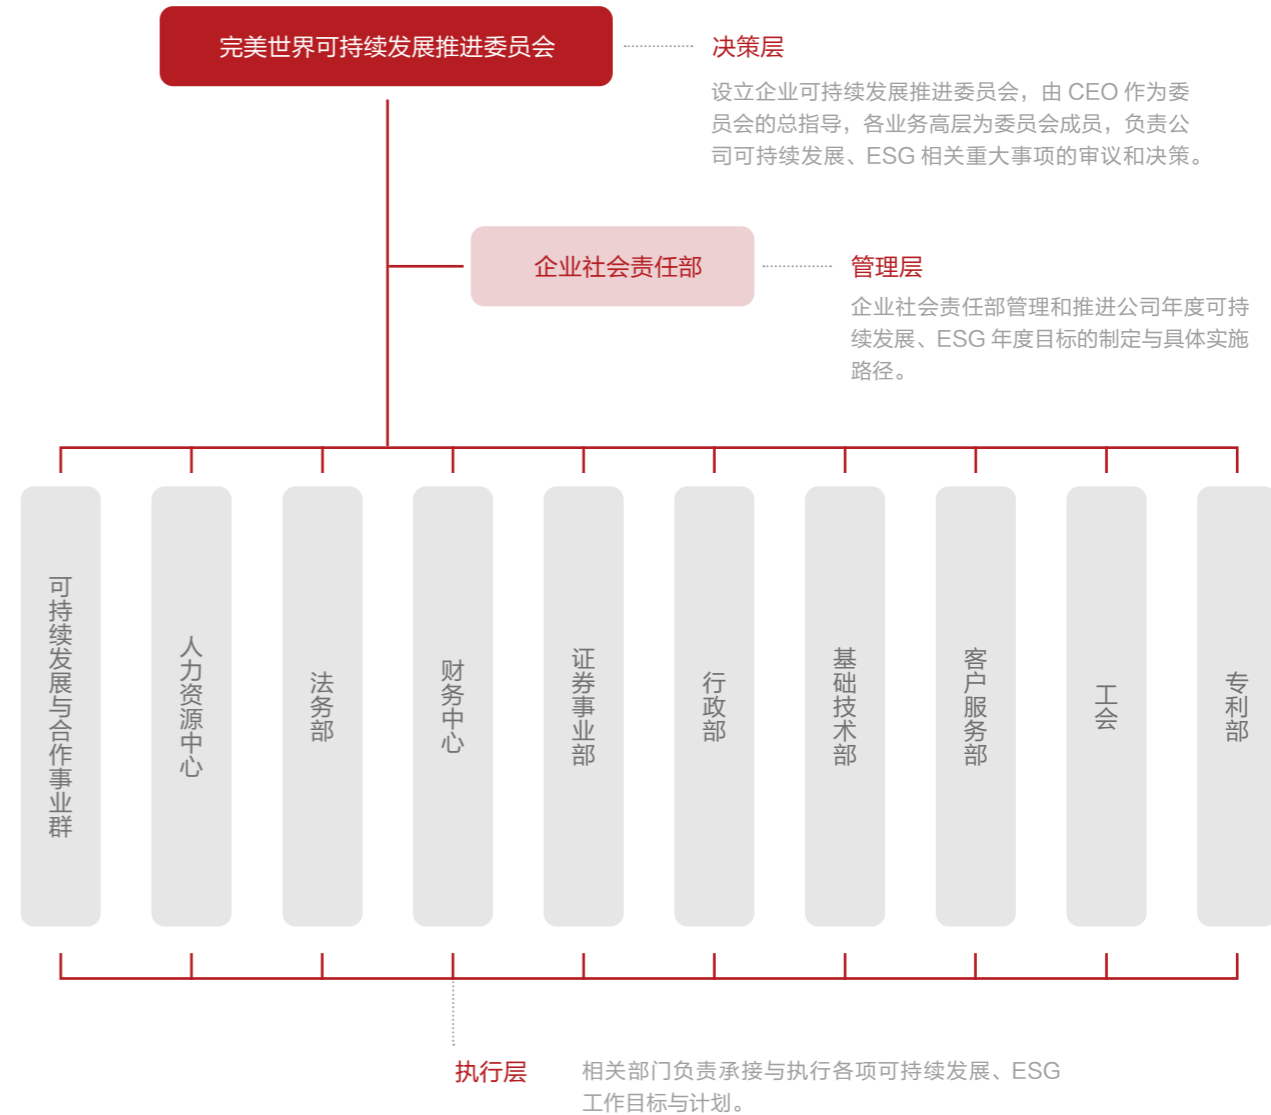 完美世界可持续发展推进委员会
决策层
设立企业可持续发展推进委员会，由 CEO 作为委
员会的总指导，各业务高层为委员会成员，负责公
司可持续发展、ESG 相关重大事项的审议和决策。
企业社会责任部
管理层
企业社会责任部管理和推进公司年度可持
续发展、ESG 年度目标的制定与具体实施
路径。
可持续发展与合作事业群
人力资源中心
法务部
财务中心
证券事业部
行政部
基础技术部
客户服务部
工会
专利部
执行层
相关部门负责承接与执行各项可持续发展、ESG
工作目标与计划。